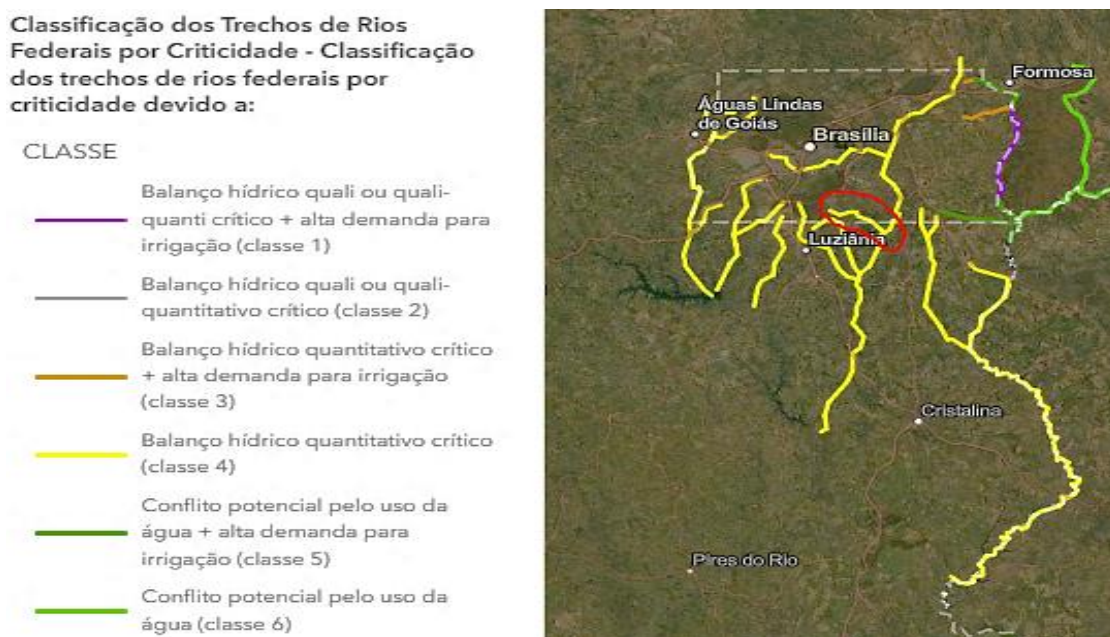 Classificação dos Trechos de Rios
Federais por Criticidade - Classificação
dos trechos de rios federais por
criticidade devido a:
CLASSE
Balanço hídrico quali ou quali-
quanti crítico + alta demanda para
irrigação (classe 1)
Balanço hídrico quali ou quali-
quantitativo crítico (classe 2)
Balanço hídrico quantitativo crítico
+ alta demanda para irrigação
(classe 3)
Balanço hídrico quantitativo crítico
(classe 4)
Conflito potencial pelo uso da
água + alta demanda para
irrigação (classe 5)
Conflito potencial pelo uso da
água (classe 6)
Formosa
Águas Lindas
de Goiás
Brasília
Luziânia
Cristalina
Pires do Rio